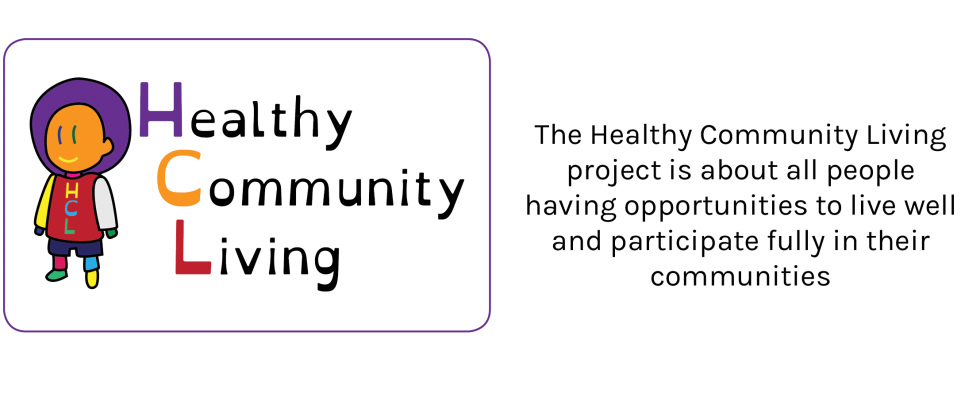 Healthy
Community
Living
H
C
L
The Healthy Community Living
project is about all people
having opportunities to live well
and participate fully in their
communities